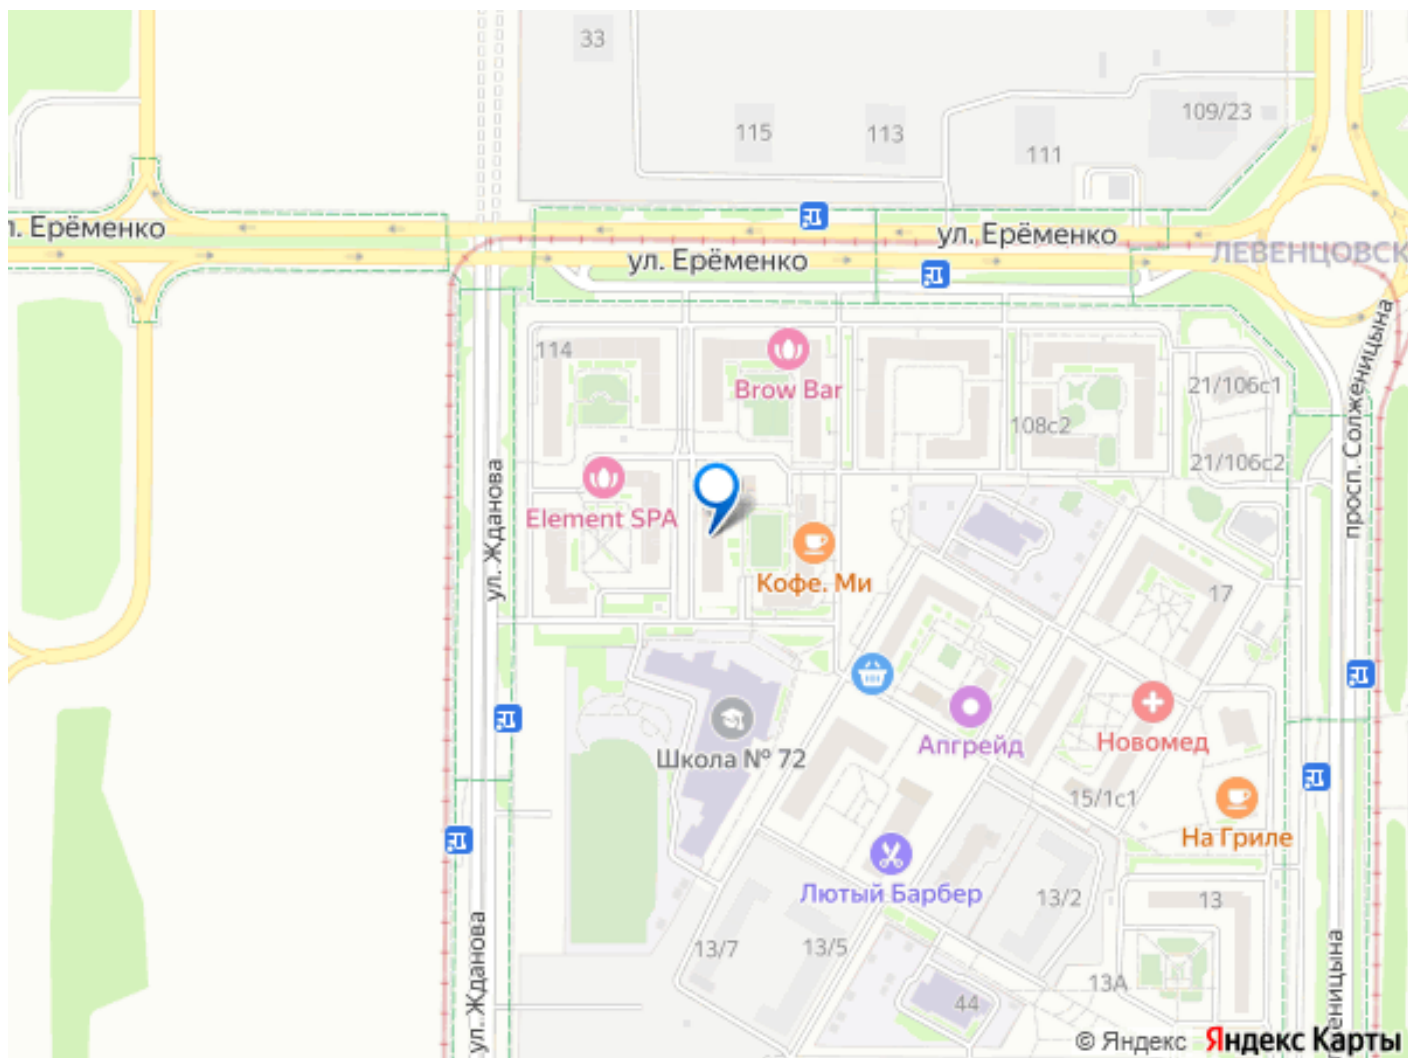 33
109/23
115
113
111
л. Ерёменко
ул. Ерёменко
ул. Ерёменко
ЛЕВЕНЦОВСК
114
Brow Bar
21/106с1
просп. Солженицына
108с2
21/106с2
ул. Жданова
Element SPA
Кофе. Ми
17
Школа № 72
Апгрейд
Новомед
15/1с1
На Гриле
Лютый Барбер
13/2
13
13/7
13/5
ул. Жданова
13А
44
еницына
© Яндекс Яндекс Карты